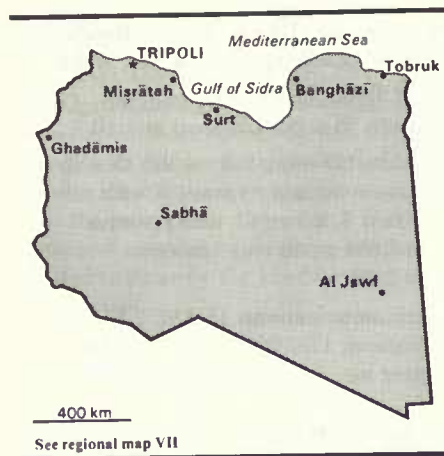 Mediterranean Sea
TRIPOLI
Tobruk
Miṣrātah
Gulf of Sidra
Banghāzī
Surt
Ghadāmis
Sabhā
Al Jawf
400 km
See regional map VII